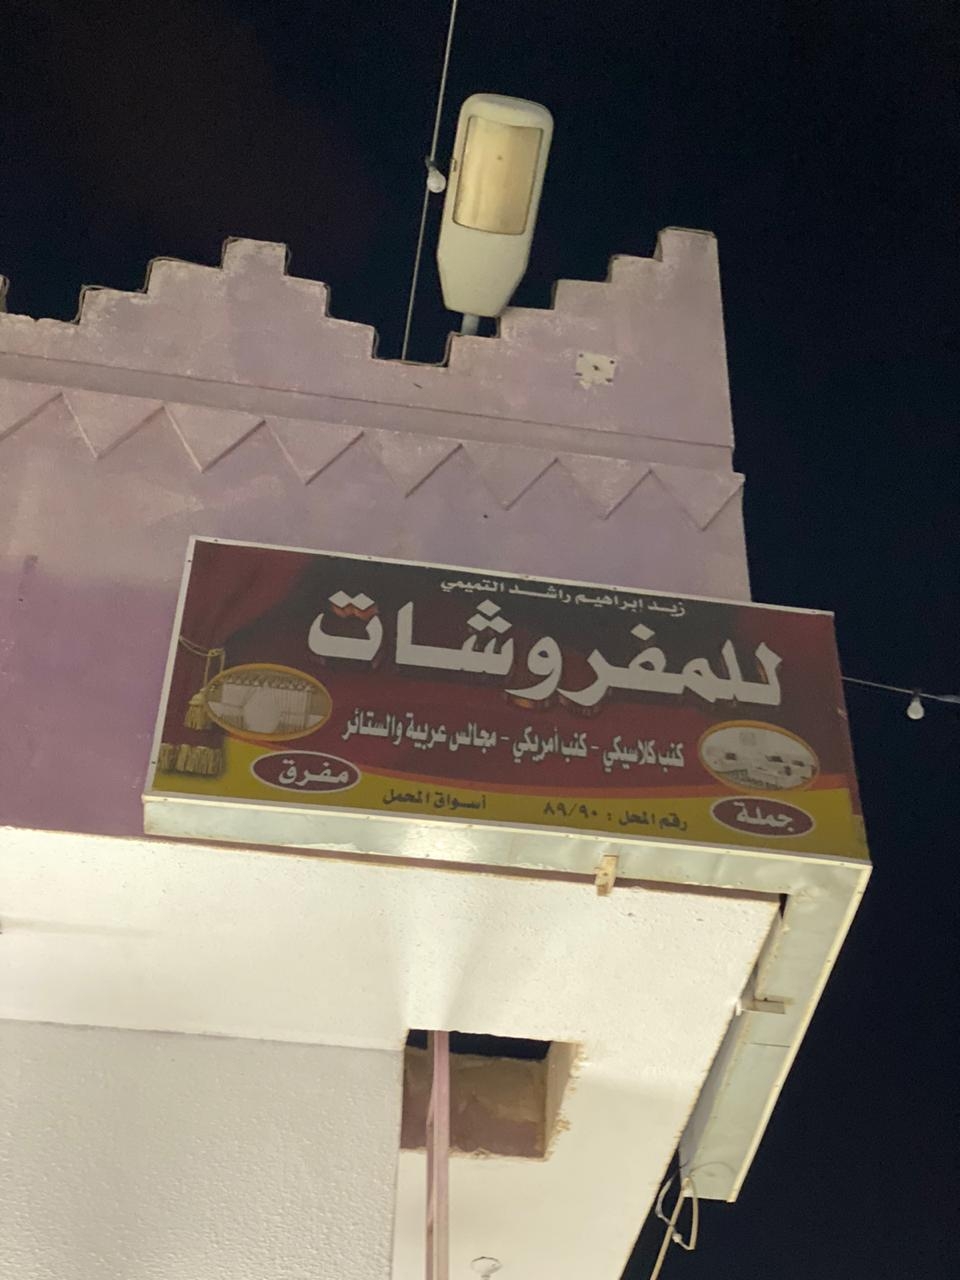 زيد إبراهيم راشد التميمي
للمفروشات
كنب كلاسيكي - كنب أمريكي - مجالس عربية والستائر
جملة
مفرق
رقم المحل : ٨٩/٩٠
أسواق المحمل